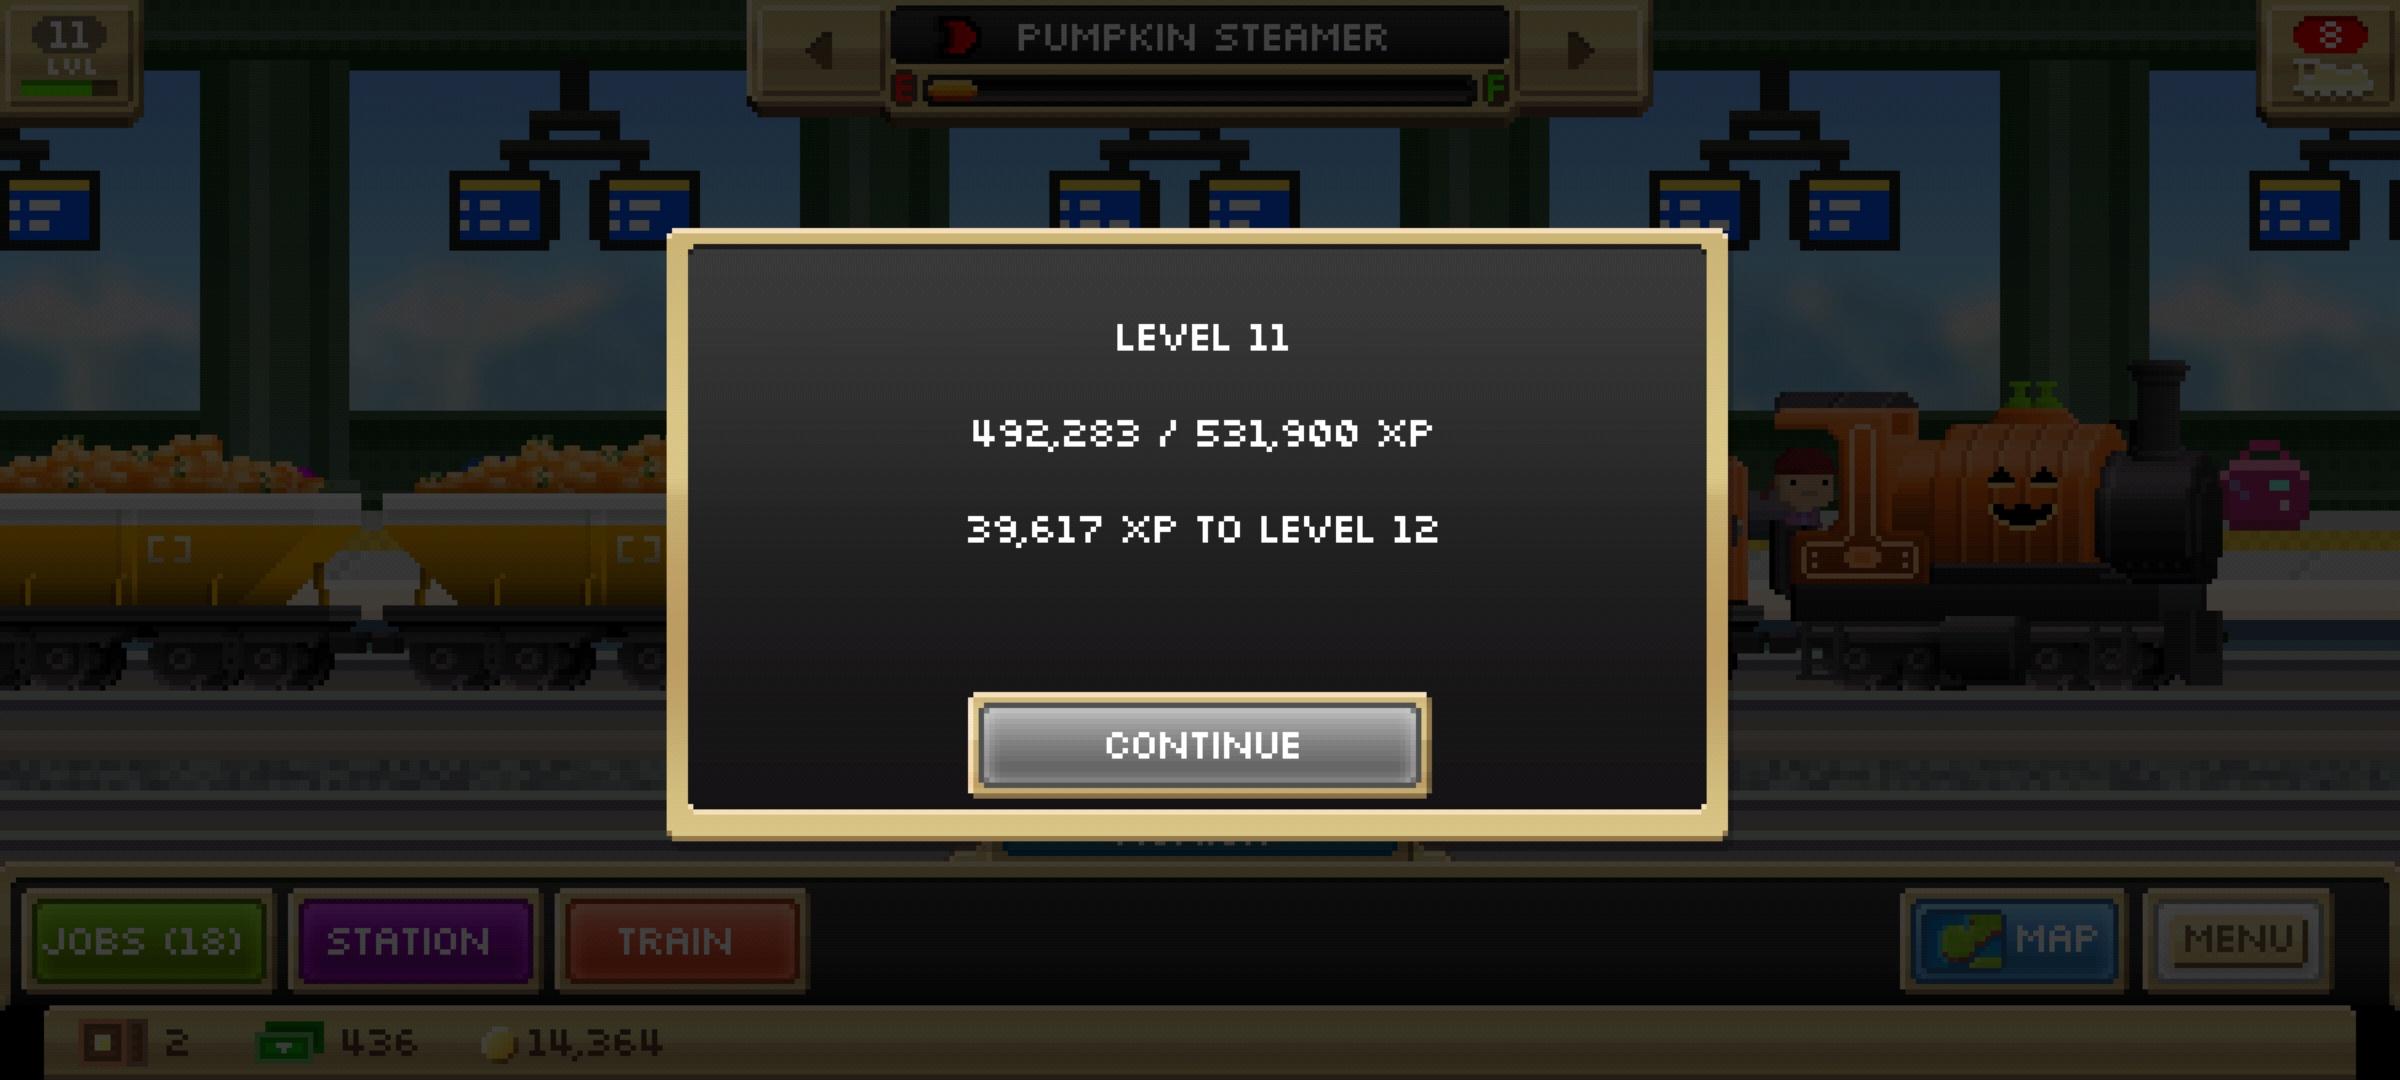 11
LVL
PUMPKIN STEAMER
E F
8
LEVEL 11
492,283 / 531,900 XP
39,617 XP TO LEVEL 12
CONTINUE
JOBS (18)
STATION
TRAIN
MAP
MENU
2
436
14,364